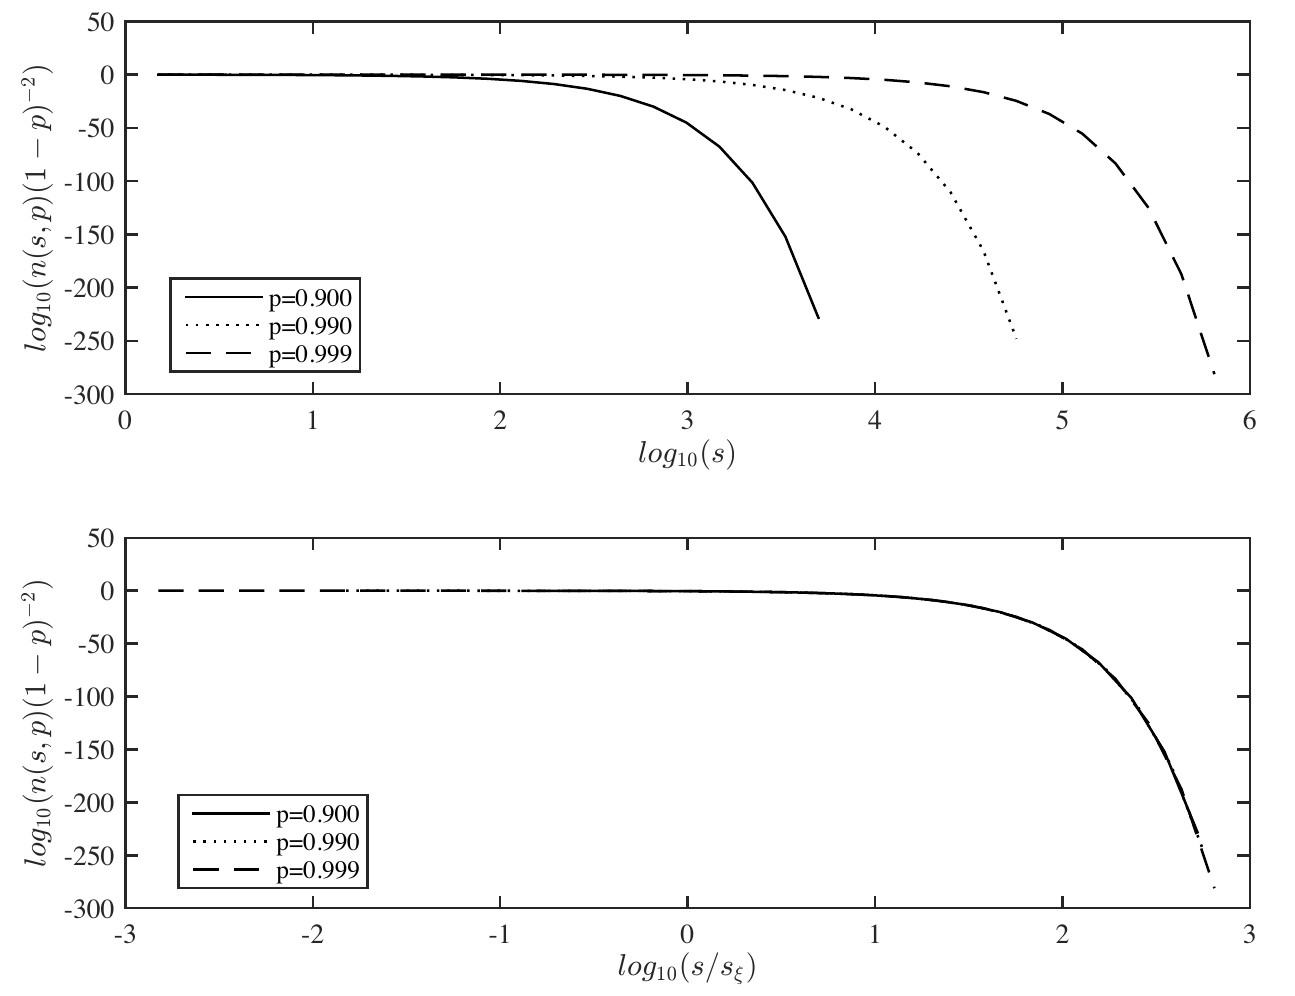 50
0
-50
-100
-150
-200
-250
-300
log₁₀(n(s, p)(1 − p)⁻²)
p=0.900
p=0.990
p=0.999
0 1 2 3 4 5 6
log₁₀(s)
50
0
-50
-100
-150
-200
-250
-300
log₁₀(n(s, p)(1 − p)⁻²)
p=0.900
p=0.990
p=0.999
-3 -2 -1 0 1 2 3
log₁₀(s/s_ξ)